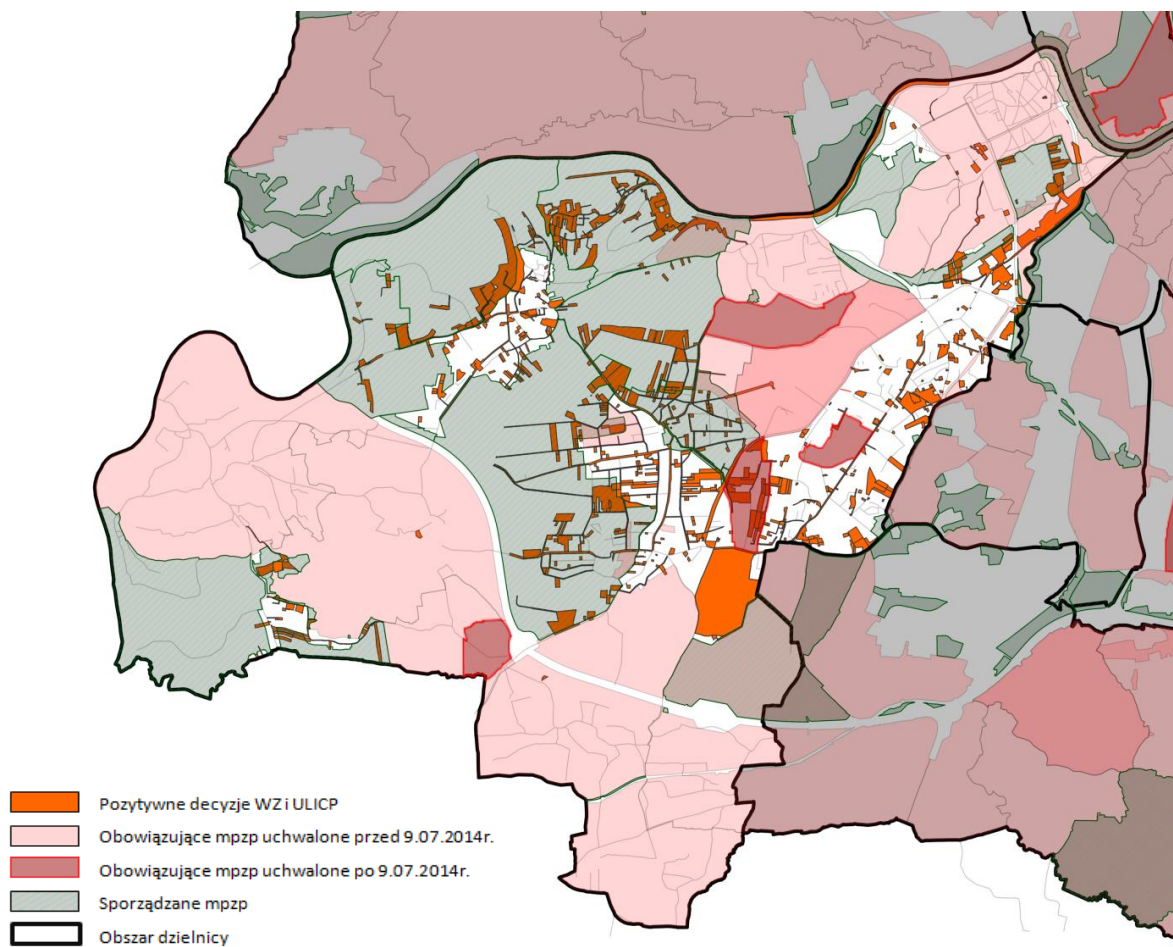 Pozytywne decyzje WZ i ULICP
Obowiązujące mpzp uchwalone przed 9.07.2014r.
Obowiązujące mpzp uchwalone po 9.07.2014r.
Sporządzane mpzp
Obszar dzielnicy